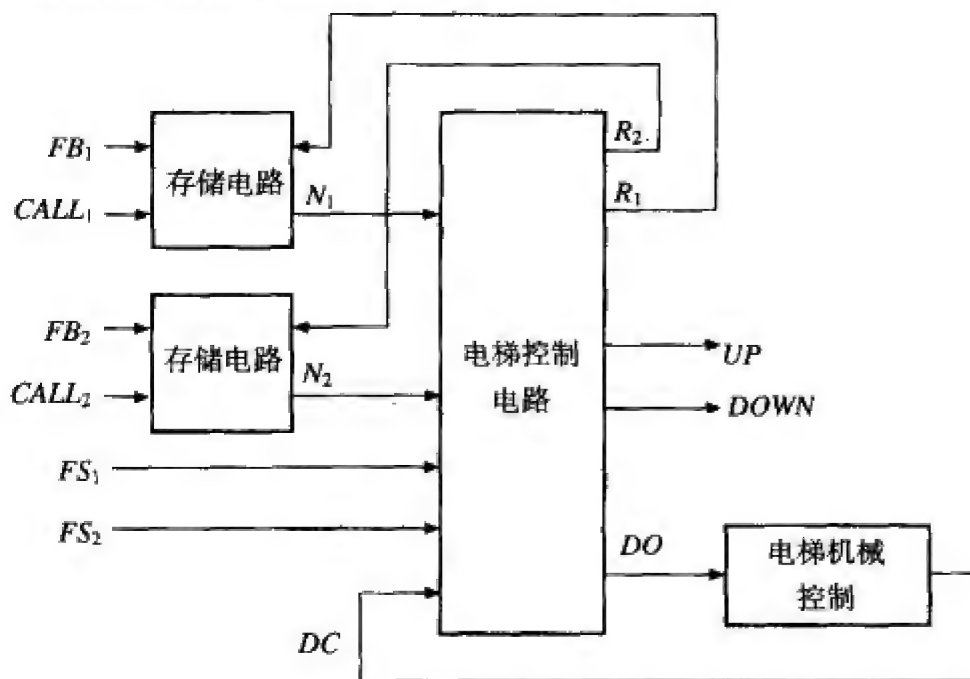 FB₁
CALL₁
存储电路
N₁
FB₂
CALL₂
存储电路
N₂
FS₁
FS₂
DC
电梯控制
电路
R₂
R₁
UP
DOWN
DO
电梯机械
控制